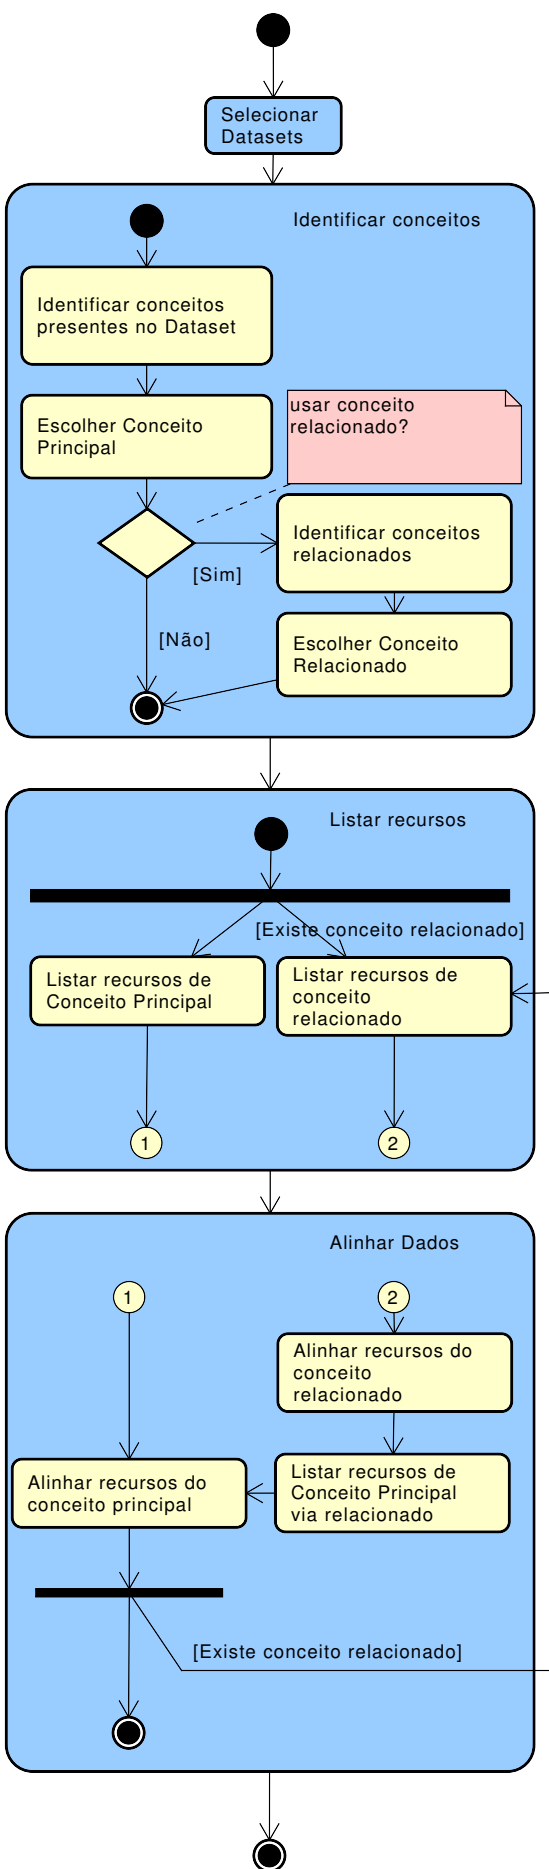 Selecionar
Datasets
Identificar conceitos
Identificar conceitos
presentes no Dataset
Escolher Conceito
Principal
usar conceito
relacionado?
Identificar conceitos
relacionados
[Sim]
[Não]
Escolher Conceito
Relacionado
Listar recursos
[Existe conceito relacionado]
Listar recursos de
Conceito Principal
Listar recursos de
conceito
relacionado
1
2
Alinhar Dados
1
2
Alinhar recursos do
conceito
relacionado
Alinhar recursos do
conceito principal
Listar recursos de
Conceito Principal
via relacionado
[Existe conceito relacionado]